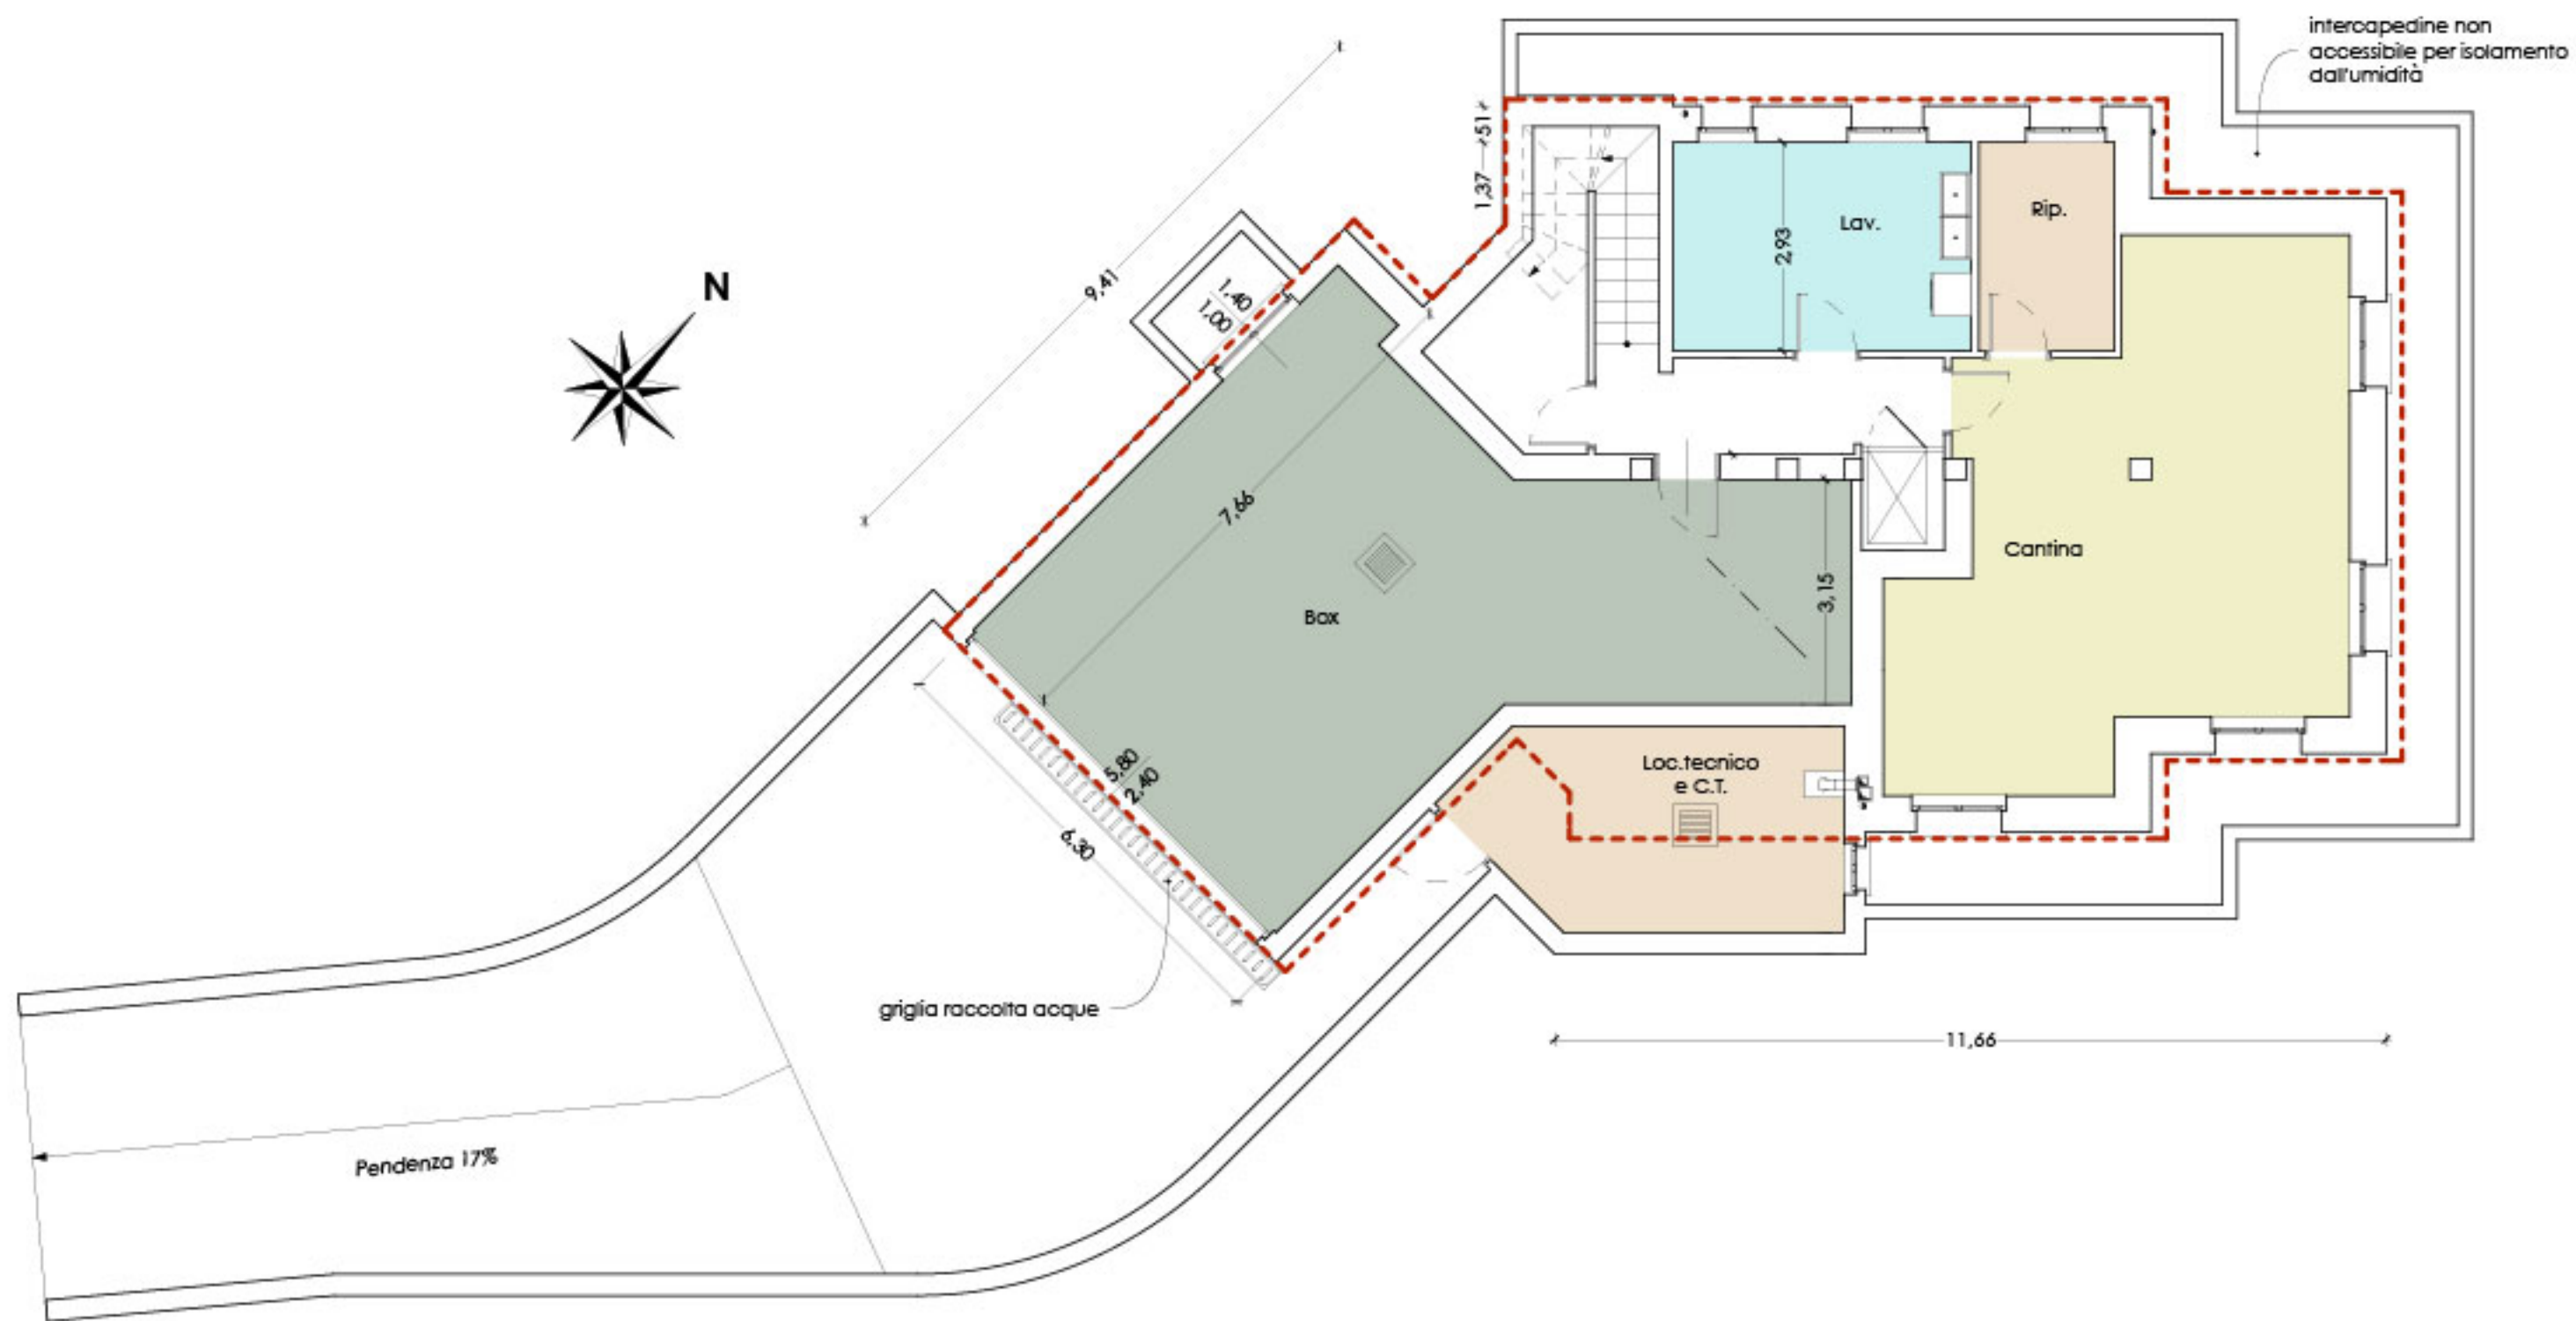 intercapedine non
accessibile per isolamento
dall'umidità
51
1,37
9,41
N
1,40
1,00
2,93
Lav.
Rip.
7,66
Box
3,15
Cantina
Loc.tecnico
e C.T.
5,80
2,40
6,30
griglia raccolta acque
11,66
Pendenza 17%